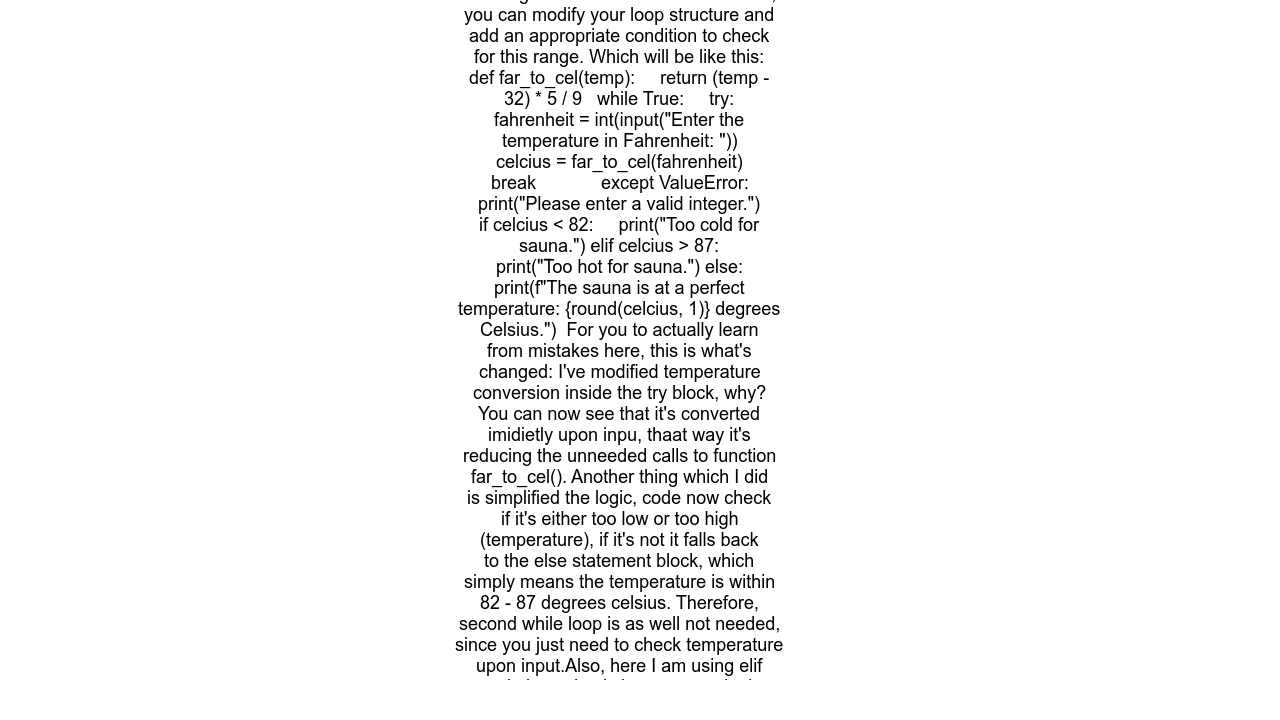 you can modify your loop structure and
add an appropriate condition to check
for this range. Which will be like this:
def far_to_cel(temp):     return (temp -
32) * 5 / 9   while True:     try:
fahrenheit = int(input("Enter the
temperature in Fahrenheit: "))
celcius = far_to_cel(fahrenheit)
break             except ValueError:
print("Please enter a valid integer.")
if celcius < 82:     print("Too cold for
sauna.") elif celcius > 87:
print("Too hot for sauna.") else:
print(f"The sauna is at a perfect
temperature: {round(celcius, 1)} degrees
Celsius.")  For you to actually learn
from mistakes here, this is what's
changed: I've modified temperature
conversion inside the try block, why?
You can now see that it's converted
imidietly upon inpu, thaat way it's
reducing the unneeded calls to function
far_to_cel(). Another thing which I did
is simplified the logic, code now check
if it's either too low or too high
(temperature), if it's not it falls back
to the else statement block, which
simply means the temperature is within
82 - 87 degrees celsius. Therefore,
second while loop is as well not needed,
since you just need to check temperature
upon input.Also, here I am using elif